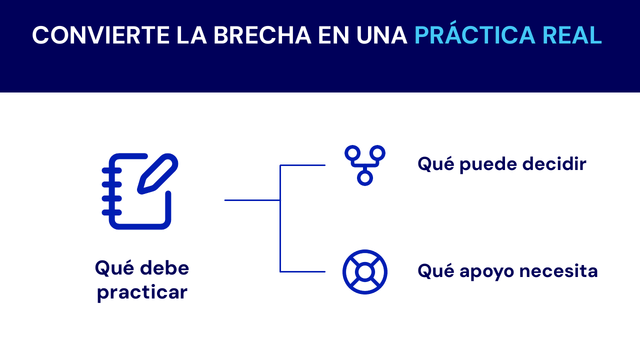 CONVIERTE LA BRECHA EN UNA PRÁCTICA REAL
Qué puede decidir
Qué debe
practicar
Qué apoyo necesita